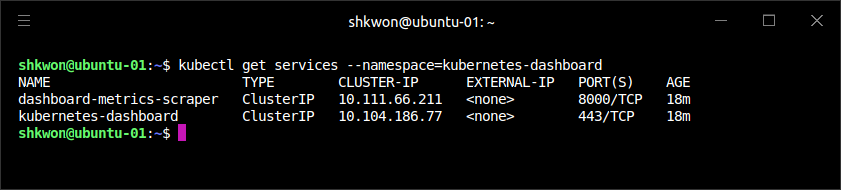 shkwon@ubuntu-01: ~
shkwon@ubuntu-01:~$ kubectl get services --namespace=kubernetes-dashboard
NAME                        TYPE        CLUSTER-IP      EXTERNAL-IP   PORT(S)    AGE
dashboard-metrics-scraper   ClusterIP   10.111.66.211   <none>        8000/TCP   18m
kubernetes-dashboard        ClusterIP   10.104.186.77   <none>        443/TCP    18m
shkwon@ubuntu-01:~$